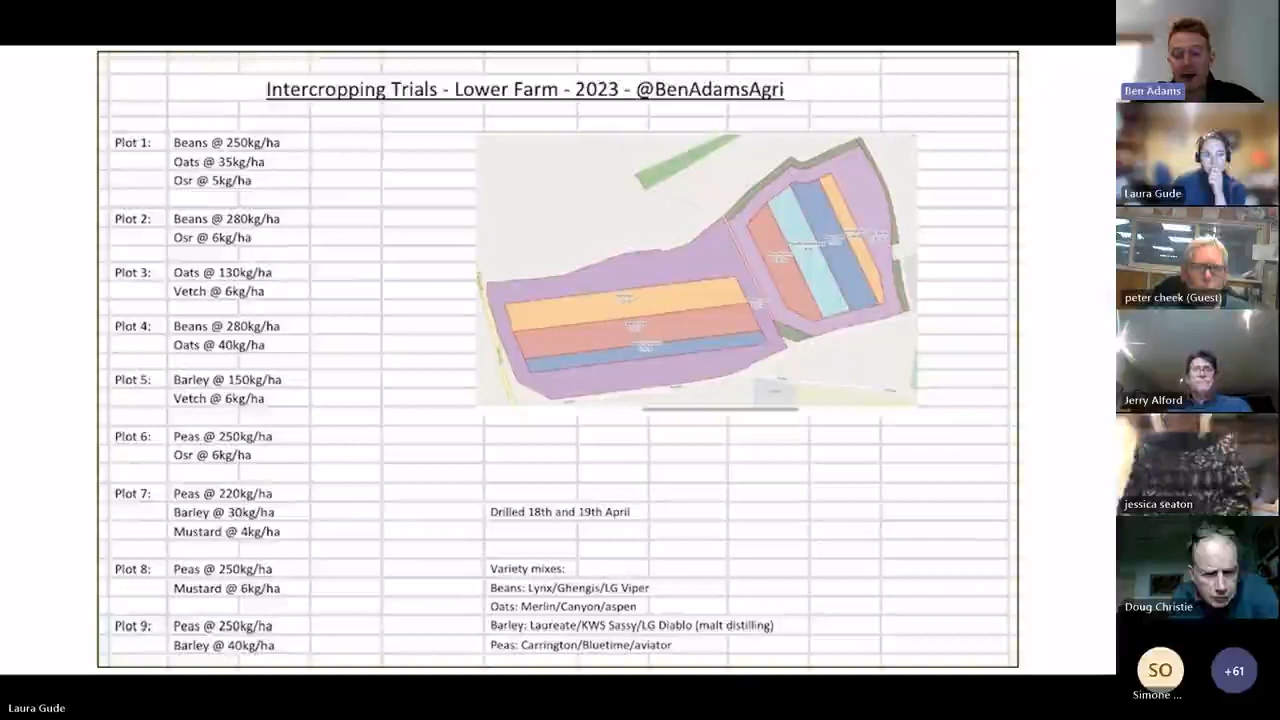 Intercropping Trials - Lower Farm - 2023 - @BenAdamsAgri
Plot 1: Beans @ 250kg/ha
Oats @ 35kg/ha
Osr @ 5kg/ha
Plot 2: Beans @ 280kg/ha
Osr @ 6kg/ha
Plot 3: Oats @ 130kg/ha
Vetch @ 6kg/ha
Plot 4: Beans @ 280kg/ha
Oats @ 40kg/ha
Plot 5: Barley @ 150kg/ha
Vetch @ 6kg/ha
Plot 6: Peas @ 250kg/ha
Osr @ 6kg/ha
Plot 7: Peas @ 220kg/ha
Barley @ 30kg/ha
Mustard @ 4kg/ha
Drilled 18th and 19th April
Plot 8: Peas @ 250kg/ha
Mustard @ 6kg/ha
Plot 9: Peas @ 250kg/ha
Barley @ 40kg/ha
Variety mixes:
Beans: Lynx/Ghengis/LG Viper
Oats: Merlin/Canyon/aspen
Barley: Laureate/KWS Sassy/LG Diablo (malt distilling)
Peas: Carrington/Bluetime/aviator
Ben Adams
Laura Gude
peter cheek (Guest)
Jerry Alford
jessica seaton
Doug Christie
SO
Simone ...
+61
Laura Gude